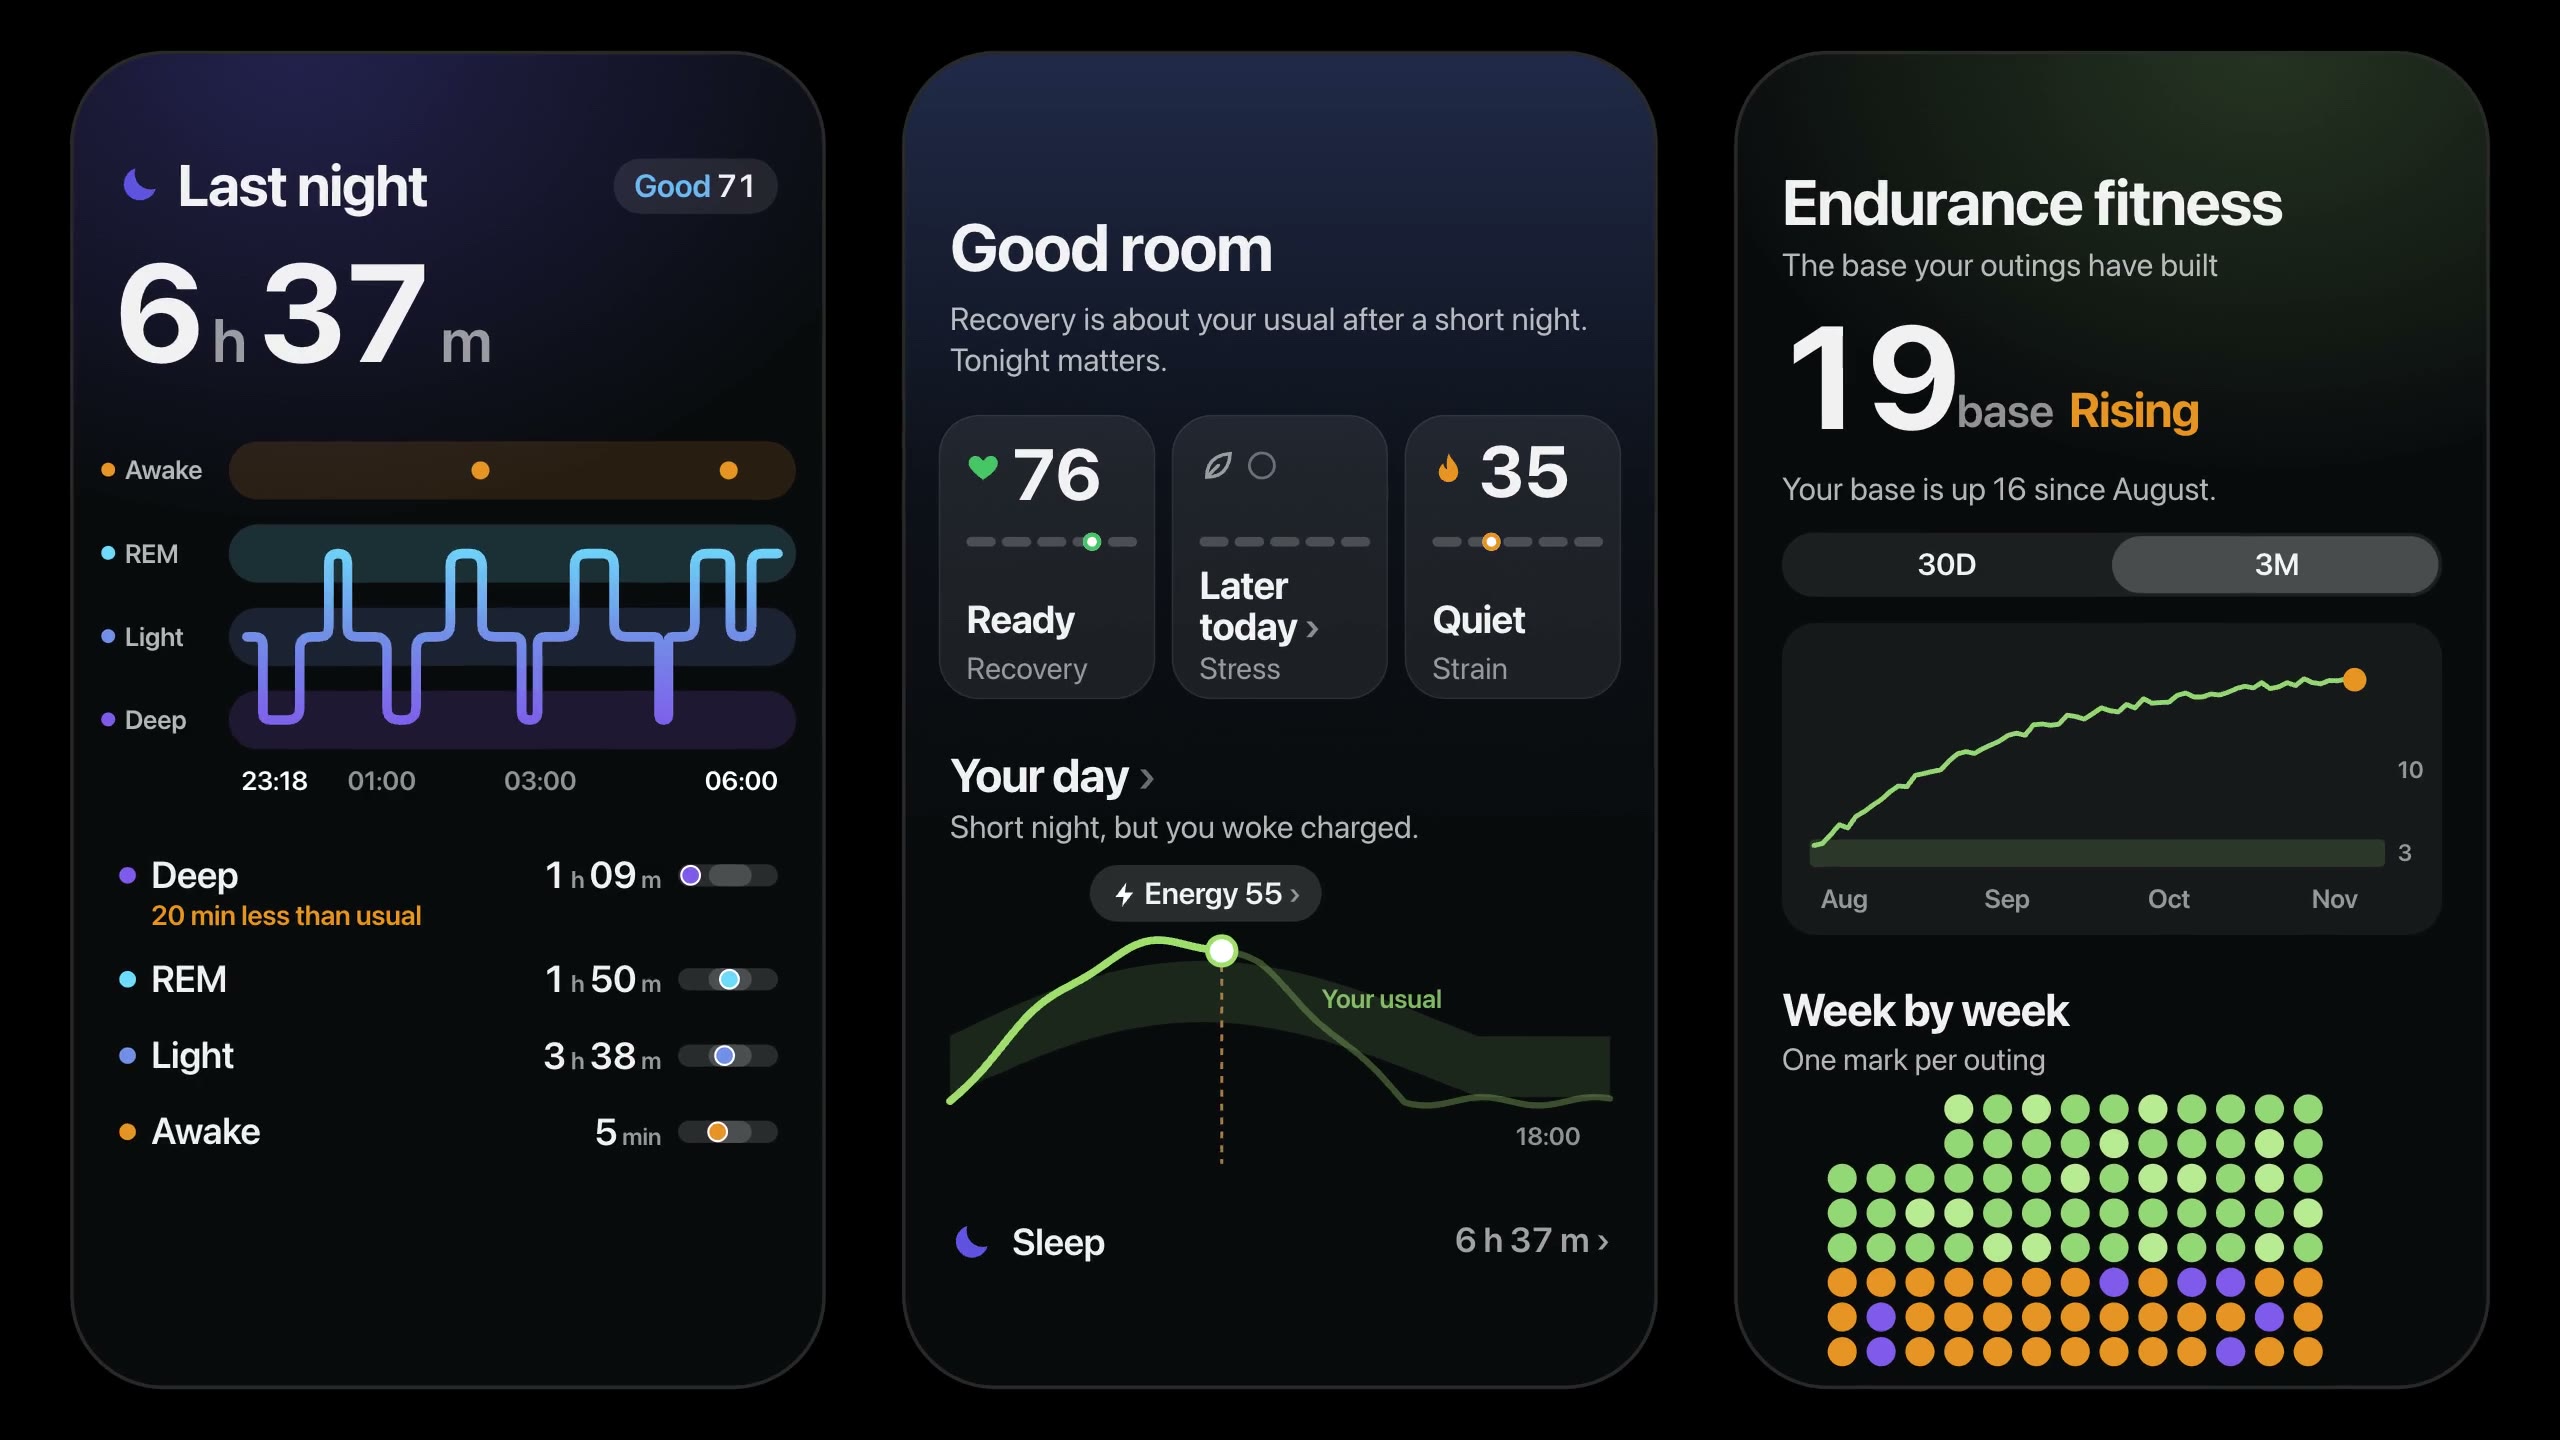 Last night
Good 71
6 h 37 m
Awake
REM
Light
Deep
23:18 01:00 03:00 06:00
Deep 1 h 09 m
20 min less than usual
REM 1 h 50 m
Light 3 h 38 m
Awake 5 min
Good room
Recovery is about your usual after a short night.
Tonight matters.
76
Ready
Recovery
Later
today ›
Stress
35
Quiet
Strain
Your day ›
Short night, but you woke charged.
Energy 55 ›
Your usual
18:00
Sleep 6 h 37 m ›
Endurance fitness
The base your outings have built
19 base Rising
Your base is up 16 since August.
30D 3M
10
3
Aug Sep Oct Nov
Week by week
One mark per outing